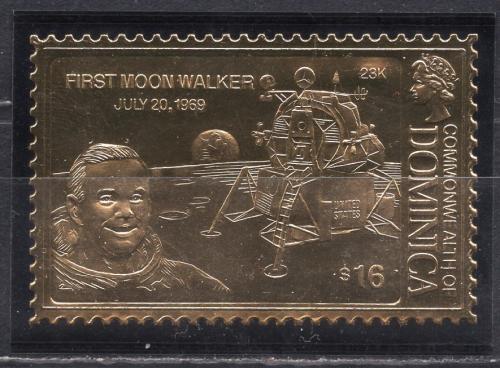 FIRST MOON WALKER
JULY 20, 1969
23K
UNITED
STATES
$16
COMMONWEALTH OF
DOMINICA